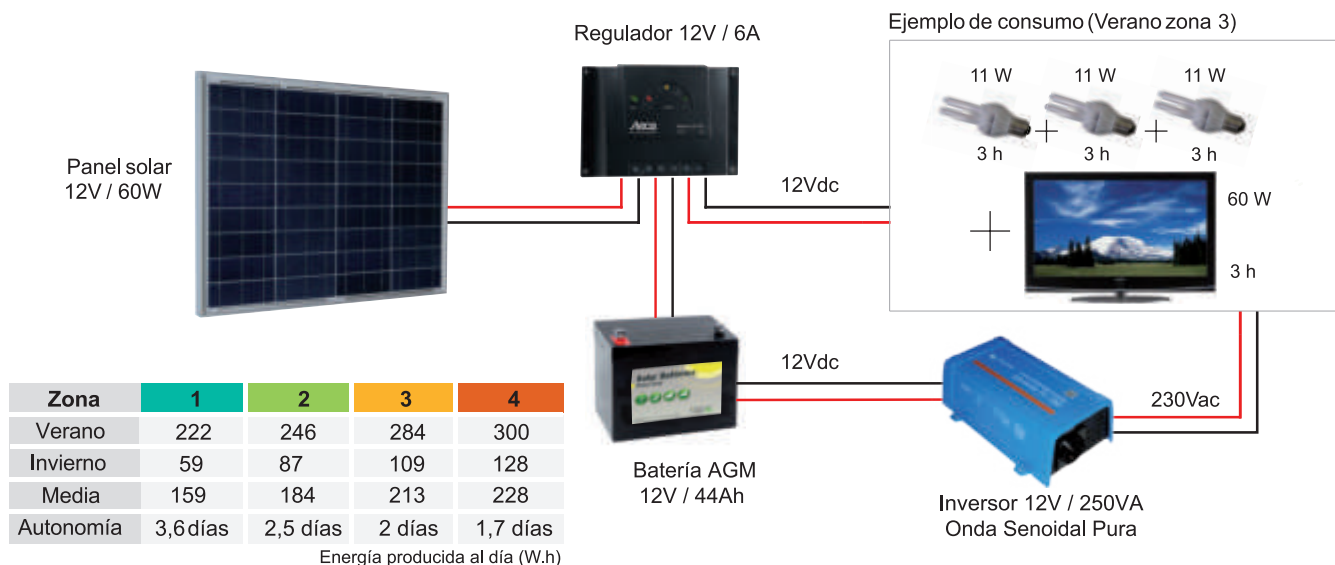 Ejemplo de consumo (Verano zona 3)
Regulador 12V / 6A
11 W
11 W
11 W
3 h
3 h
3 h
Panel solar
12V / 60W
12Vdc
60 W
3 h
12Vdc
230Vac
Batería AGM
12V / 44Ah
Inversor 12V / 250VA
Onda Senoidal Pura
Zona 1 2 3 4
Verano 222 246 284 300
Invierno 59 87 109 128
Media 159 184 213 228
Autonomía 3,6 días 2,5 días 2 días 1,7 días
Energía producida al día (W.h)